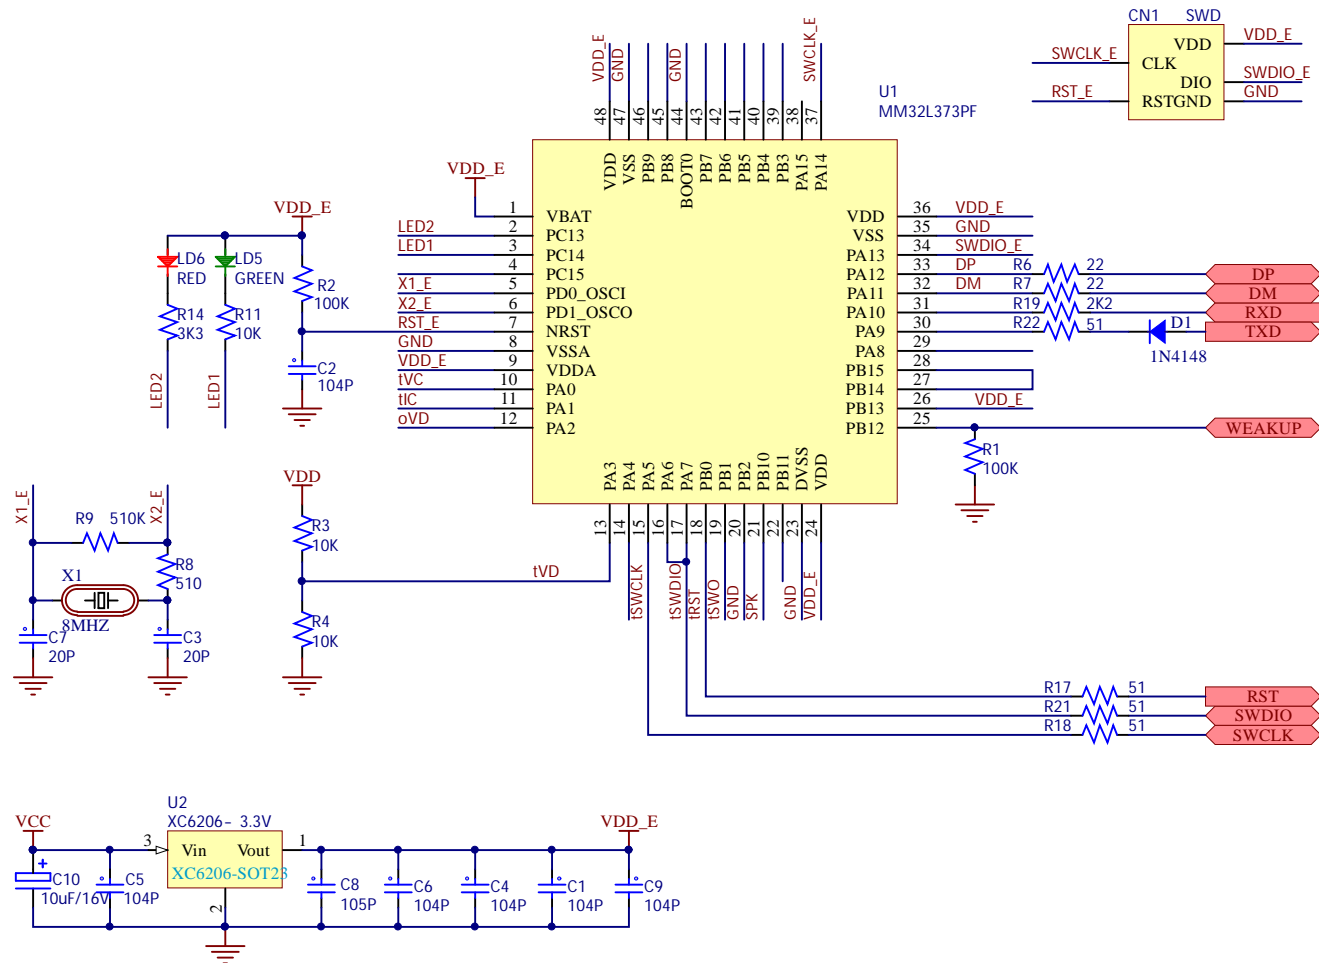 CN1 SWD
VDD VDD_E
SWCLK_E CLK
DIO SWDIO_E
RST_E RSTGND GND
VDD_E GND GND SWCLK_E
U1
MM32L373PF
48 47 46 45 44 43 42 41 40 39 38 37
VDD VSS PB9 PB8 BOOT0 PB7 PB6 PB5 PB4 PB3 PA15 PA14
VDD_E
1 VBAT
LED2 2 PC13
LED1 3 PC14
4 PC15
X1_E 5 PD0_OSCI
X2_E 6 PD1_OSCO
RST_E 7 NRST
GND 8 VSSA
VDD_E 9 VDDA
tVC 10 PA0
tIC 11 PA1
oVD 12 PA2
VDD 36 VDD_E
VSS 35 GND
PA13 34 SWDIO_E
PA12 33 DP R6 22 DP
PA11 32 DM R7 22 DM
PA10 31 R19 2K2 RXD
PA9 30 R22 51 D1 TXD
1N4148
PA8 29
PB15 28
PB14 27
PB13 26 VDD_E
PB12 25 WEAKUP
R1
100K
PA3 PA4 PA5 PA6 PA7 PB0 PB1 PB2 PB10 PB11 DVSS VDD
13 14 15 16 17 18 19 20 21 22 23 24
tSWCLK tSWDIO tRST tSWO GND SPK GND VDD_E
VDD_E
LD6
RED
LD5
GREEN
R2
100K
R14
3K3
R11
10K
C2
104P
LED2 LED1
X1_E X2_E
R9 510K
R8
510
X1
8MHZ
C7
20P
C3
20P
VDD
R3
10K
tVD
R4
10K
R17 51 RST
R21 51 SWDIO
R18 51 SWCLK
U2
XC6206- 3.3V
VCC
3 Vin Vout 1
XC6206-SOT23
2
VDD_E
C10
10uF/16V
C5
104P
C8
105P
C6
104P
C4
104P
C1
104P
C9
104P